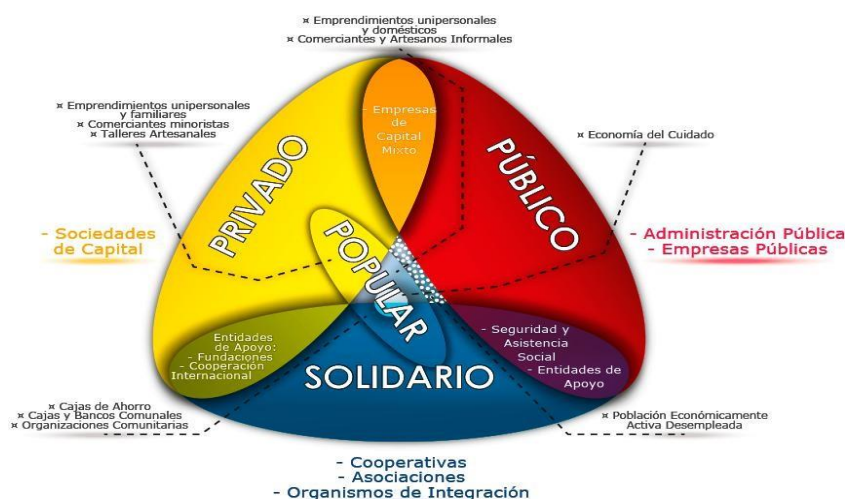 ¤ Emprendimientos unipersonales
y domésticos
¤ Comerciantes y Artesanos Informales
¤ Emprendimientos unipersonales
y familiares
¤ Comerciantes minoristas
¤ Talleres Artesanales
- Empresas
de
Capital
Mixto
¤ Economía del Cuidado
PRIVADO
PÚBLICO
- Sociedades
de Capital
- Administración Pública
- Empresas Públicas
POPULAR
Entidades
de Apoyo:
- Fundaciones
- Cooperación
Internacional
- Seguridad y
Asistencia
Social
- Entidades de
Apoyo
SOLIDARIO
¤ Cajas de Ahorro
¤ Cajas y Bancos Comunales
¤ Organizaciones Comunitarias
¤ Población Económicamente
Activa Desempleada
- Cooperativas
- Asociaciones
- Organismos de Integración